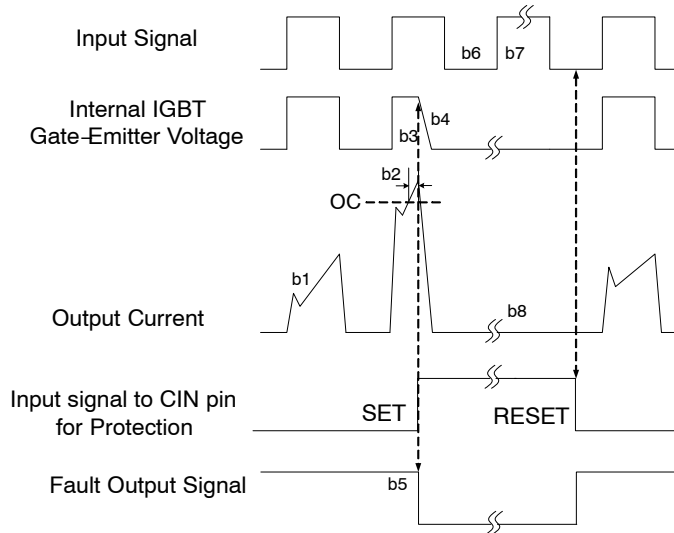 Input Signal
b6
b7
Internal IGBT
Gate-Emitter Voltage
b3
b4
b2
OC
b1
Output Current
b8
Input signal to CIN pin
for Protection
SET
RESET
Fault Output Signal
b5